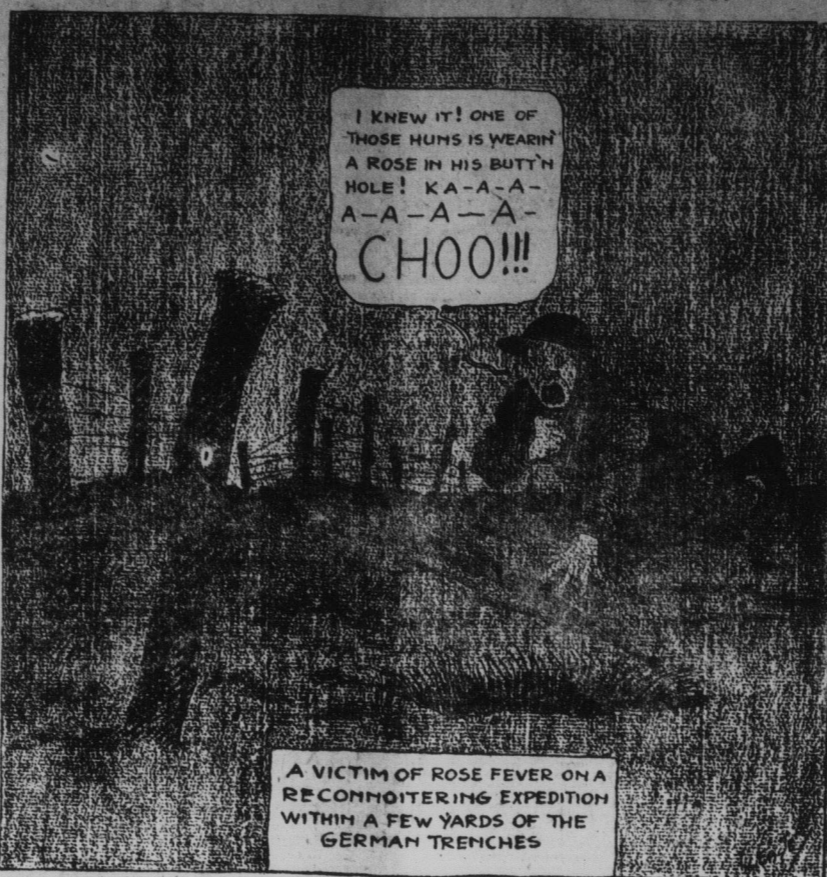 I KNEW IT! ONE OF
THOSE HUNS IS WEARIN'
A ROSE IN HIS BUTT'N
HOLE! KA-A-A-
A-A-A-A-
CHOO!!!
A VICTIM OF ROSE FEVER ON A
RECONNOITERING EXPEDITION
WITHIN A FEW YARDS OF THE
GERMAN TRENCHES